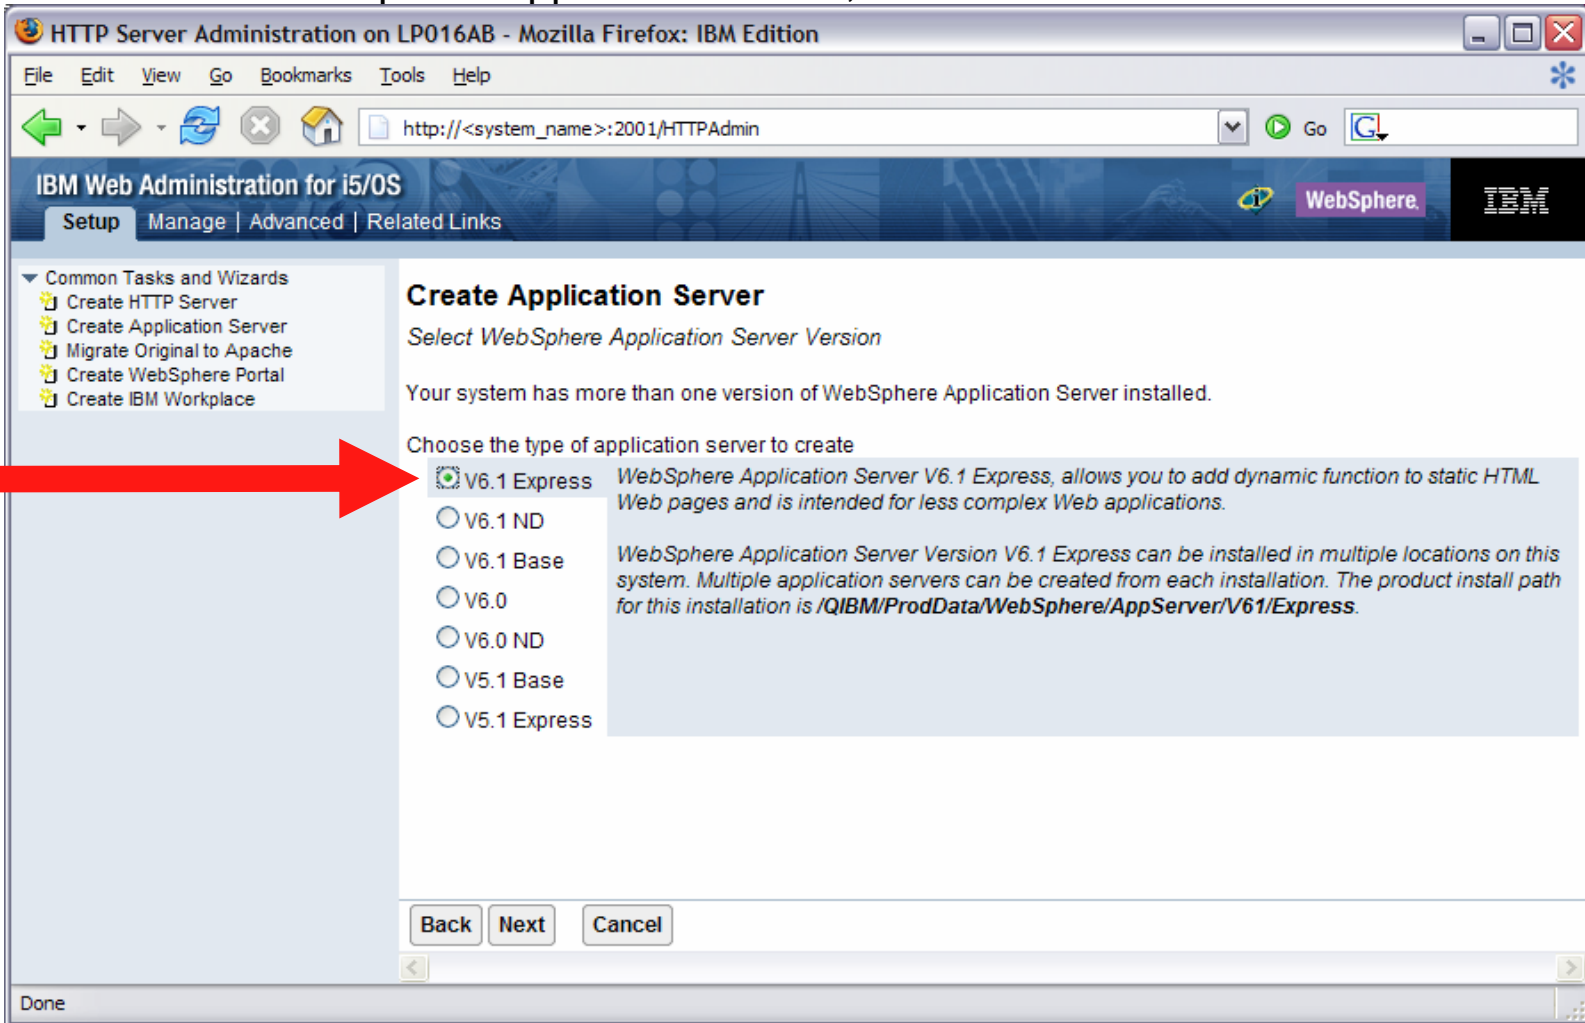 HTTP Server Administration on LP016AB - Mozilla Firefox: IBM Edition
File Edit View Go Bookmarks Tools Help
http://<system_name>:2001/HTTPAdmin Go G
IBM Web Administration for i5/OS
WebSphere. IBM
Setup Manage | Advanced | Related Links
Common Tasks and Wizards
Create HTTP Server
Create Application Server
Migrate Original to Apache
Create WebSphere Portal
Create IBM Workplace
Create Application Server
Select WebSphere Application Server Version
Your system has more than one version of WebSphere Application Server installed.
Choose the type of application server to create
V6.1 Express
V6.1 ND
V6.1 Base
V6.0
V6.0 ND
V5.1 Base
V5.1 Express
WebSphere Application Server V6.1 Express, allows you to add dynamic function to static HTML
Web pages and is intended for less complex Web applications.
WebSphere Application Server Version V6.1 Express can be installed in multiple locations on this
system. Multiple application servers can be created from each installation. The product install path
for this installation is /QIBM/ProdData/WebSphere/AppServer/V61/Express.
Back Next Cancel
Done